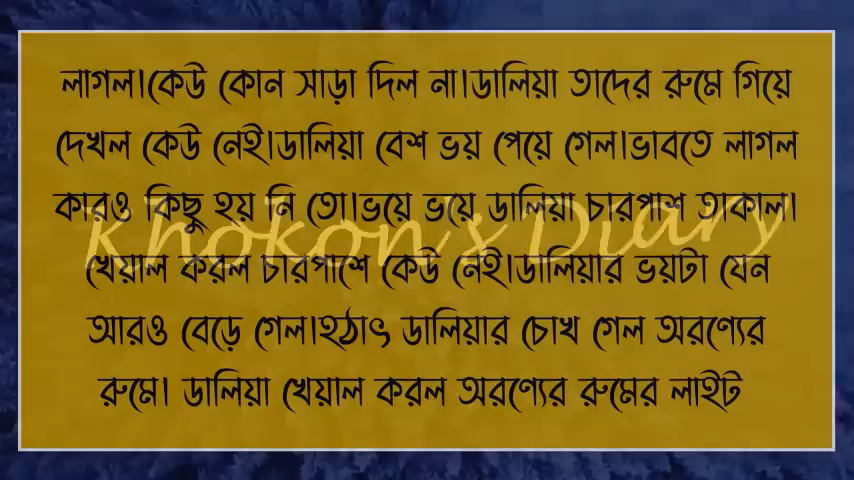 লাগল।কেউ কোন সাড়া দিল না।ডালিয়া তাদের রুমে গিয়ে
দেখল কেউ নেই।ডালিয়া বেশ ভয় পেয়ে গেল।ভাবতে লাগল
কারও কিছু হয় নি তো।ভয়ে ভয়ে ডালিয়া চারপাশ তাকাল।
Khokon's Diary
খেয়াল করল চারপাশে কেউ নেই।ডালিয়ার ভয়টা যেন
আরও বেড়ে গেল।হঠাৎ ডালিয়ার চোখ গেল অরণ্যের
রুমে। ডালিয়া খেয়াল করল অরণ্যের রুমের লাইট